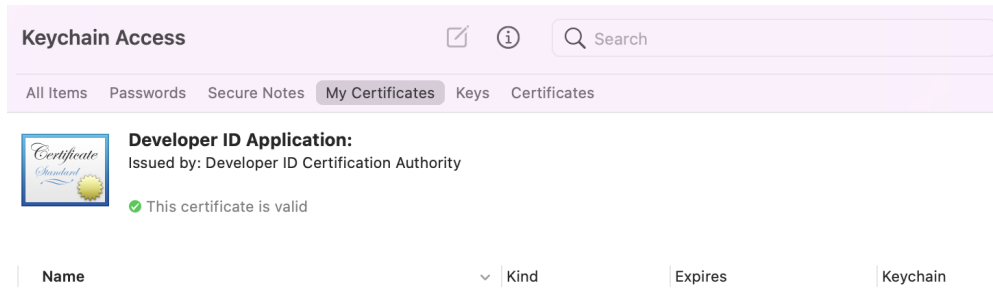 Keychain Access
Search
All Items Passwords Secure Notes My Certificates Keys Certificates
Certificate
Standard
Developer ID Application:
Issued by: Developer ID Certification Authority
This certificate is valid
Name Kind Expires Keychain